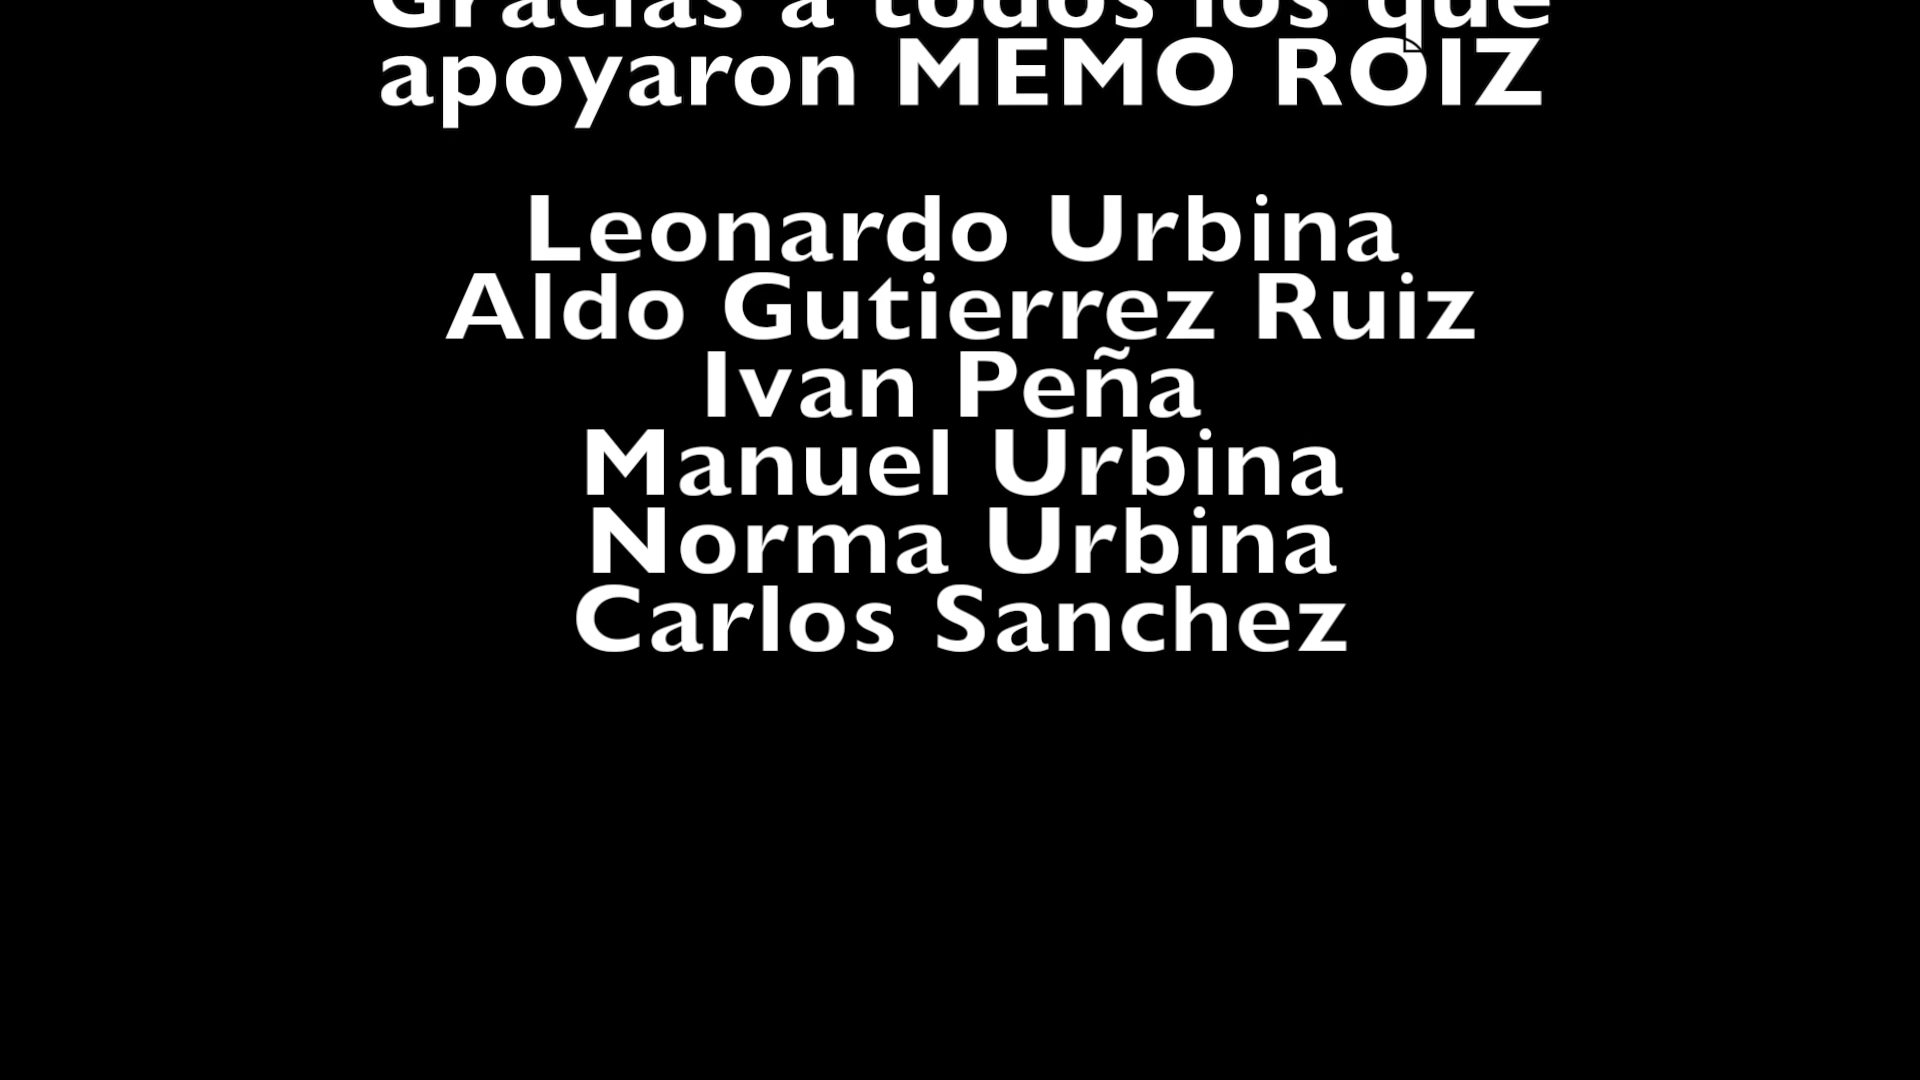 Gracias a todos los que
apoyaron MEMO ROIZ
Leonardo Urbina
Aldo Gutierrez Ruiz
Ivan Peña
Manuel Urbina
Norma Urbina
Carlos Sanchez